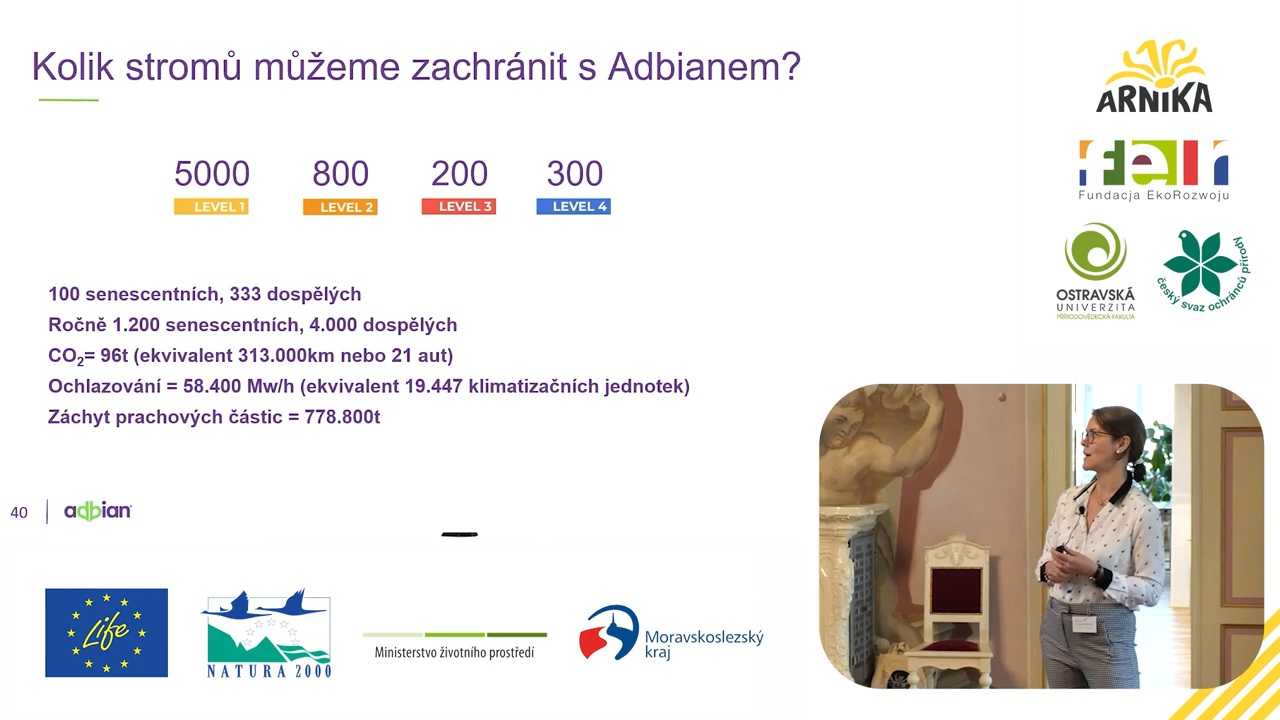 Kolik stromů můžeme zachránit s Adbianem?
5000 800 200 300
LEVEL 1 LEVEL 2 LEVEL 3 LEVEL 4
100 senescentních, 333 dospělých
Ročně 1.200 senescentních, 4.000 dospělých
CO2= 96t (ekvivalent 313.000km nebo 21 aut)
Ochlazování = 58.400 Mw/h (ekvivalent 19.447 klimatizačních jednotek)
Záchyt prachových částic = 778.800t
40 adbian
ARNIKA
feir
Fundacja EkoRozwoju
OSTRAVSKÁ
UNIVERZITA
PŘÍRODOVĚDECKÁ FAKULTA
český svaz ochránců přírody
Life
NATURA 2000
Ministerstvo životního prostředí
Moravskoslezský
kraj